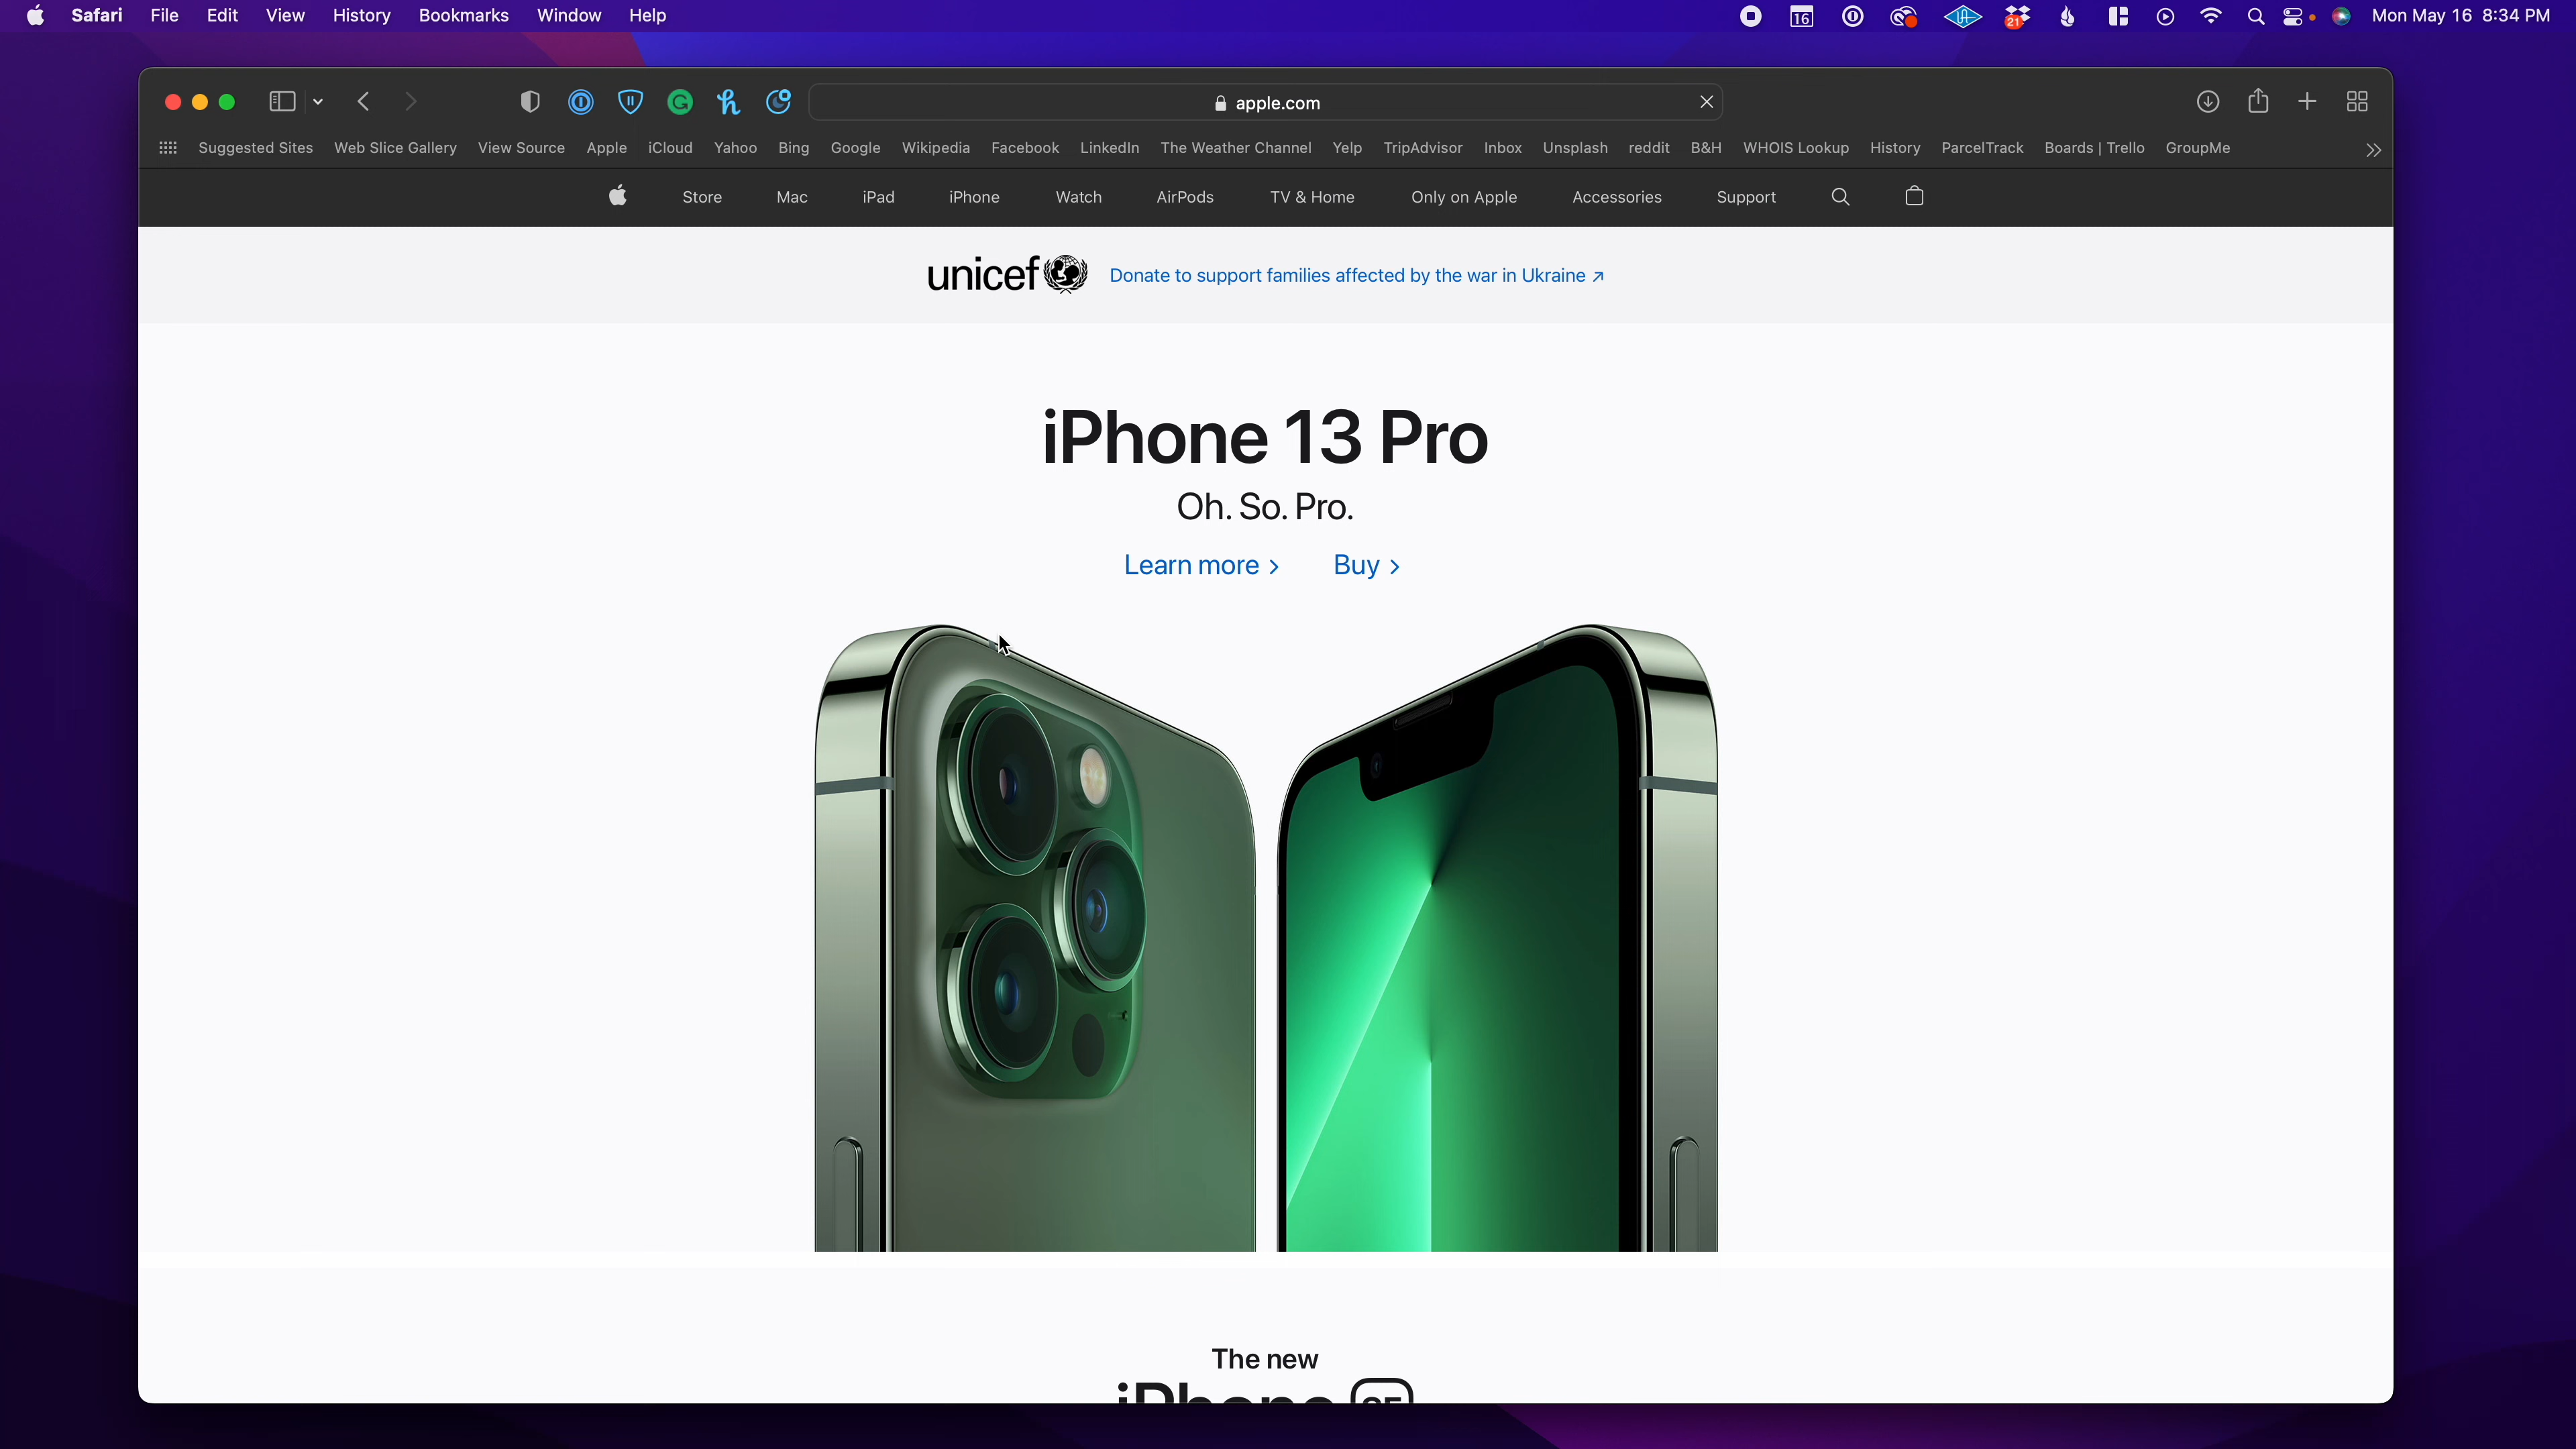 Safari File Edit View History Bookmarks Window Help 16 21 Mon May 16 8:34 PM
apple.com
Suggested Sites Web Slice Gallery View Source Apple iCloud Yahoo Bing Google Wikipedia Facebook LinkedIn The Weather Channel Yelp TripAdvisor Inbox Unsplash reddit B&H WHOIS Lookup History ParcelTrack Boards | Trello GroupMe
Store Mac iPad iPhone Watch AirPods TV & Home Only on Apple Accessories Support
unicef Donate to support families affected by the war in Ukraine ↗
iPhone 13 Pro
Oh. So. Pro.
Learn more > Buy >
The new
iPhone SE